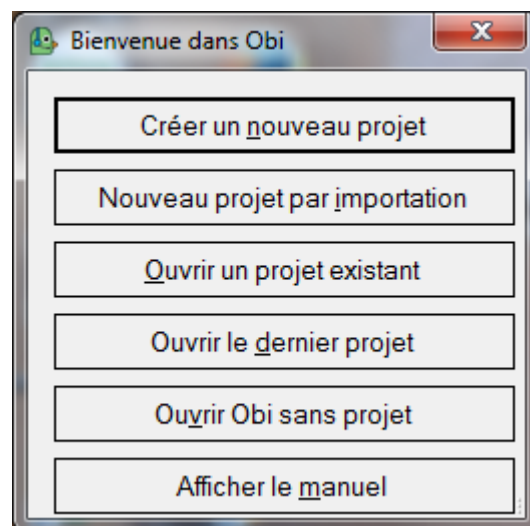 Bienvenue dans Obi
Créer un nouveau projet
Nouveau projet par importation
Ouvrir un projet existant
Ouvrir le dernier projet
Ouvrir Obi sans projet
Afficher le manuel